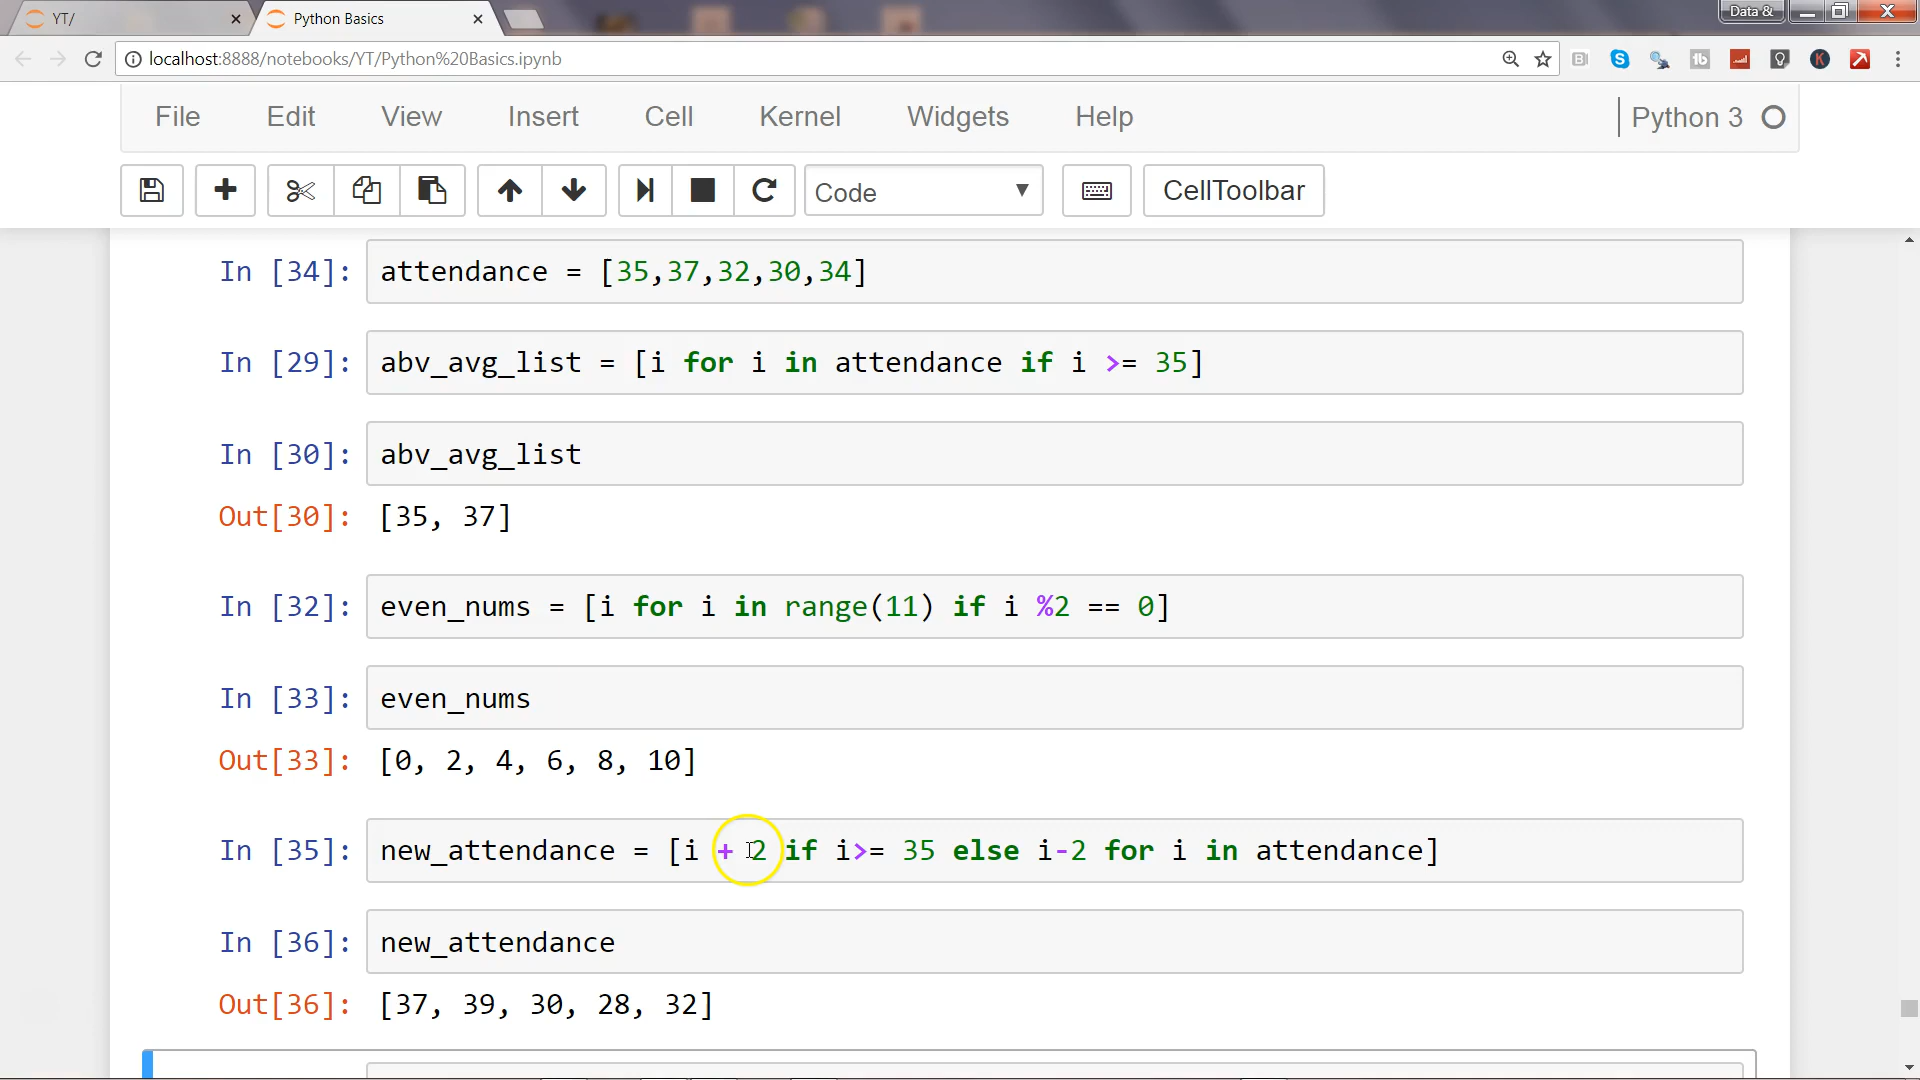 YT/
Python Basics
Data &
localhost:8888/notebooks/YT/Python%20Basics.ipynb
File Edit View Insert Cell Kernel Widgets Help Python 3
Code CellToolbar
In [34]: attendance = [35,37,32,30,34]
In [29]: abv_avg_list = [i for i in attendance if i >= 35]
In [30]: abv_avg_list
Out[30]: [35, 37]
In [32]: even_nums = [i for i in range(11) if i %2 == 0]
In [33]: even_nums
Out[33]: [0, 2, 4, 6, 8, 10]
In [35]: new_attendance = [i + 2 if i>= 35 else i-2 for i in attendance]
In [36]: new_attendance
Out[36]: [37, 39, 30, 28, 32]